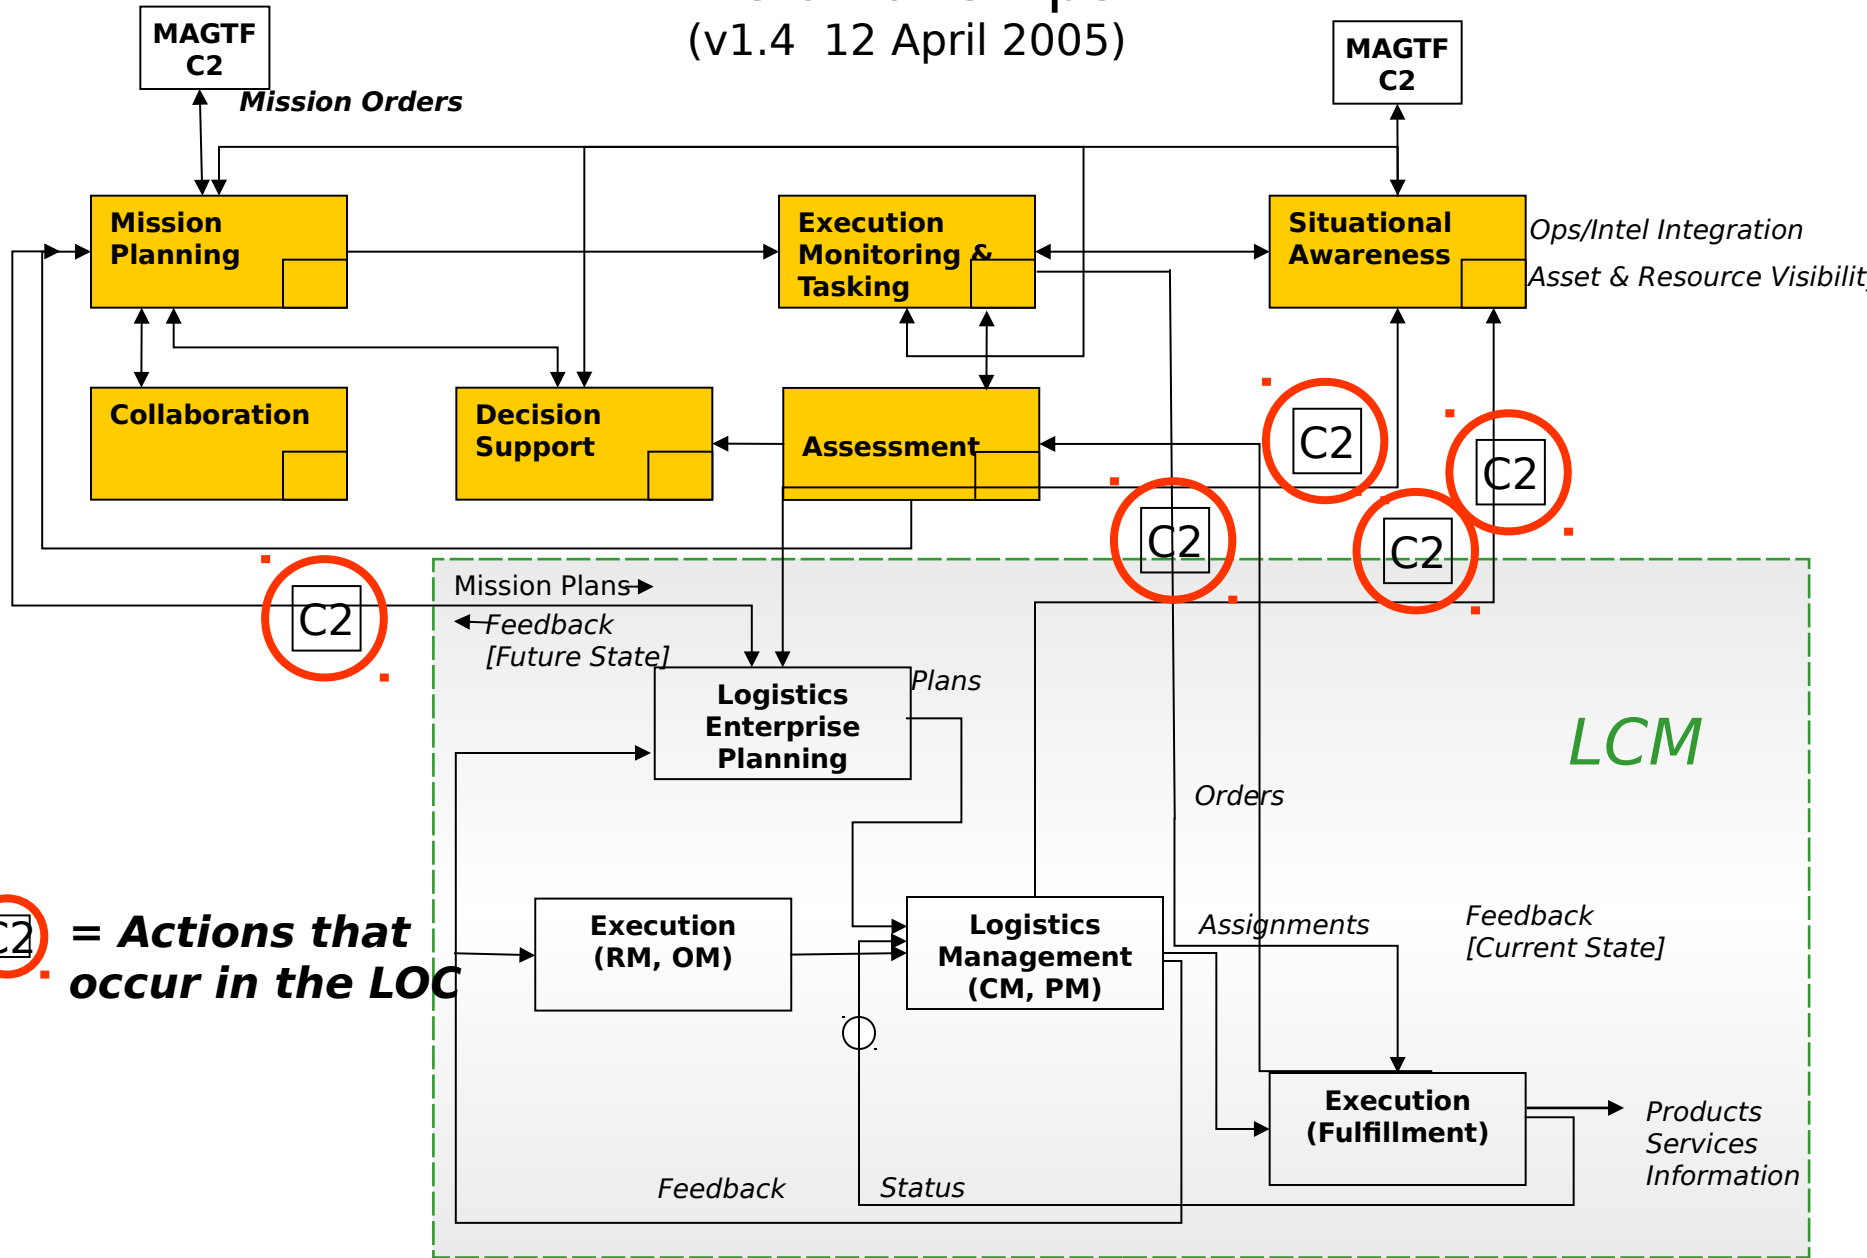 (v1.4 12 April 2005)
MAGTF
C2
Mission Orders
MAGTF
C2
Mission
Planning
Execution
Monitoring &
Tasking
Situational
Awareness
Ops/Intel Integration
Asset & Resource
Collaboration
Decision
Support
Assessment
C2
C2
C2
C2
C2
Mission Plans
Feedback
[Future State]
Logistics
Enterprise
Planning
Plans
LCM
Orders
C2
= Actions that
occur in the LOC
Execution
(RM, OM)
Logistics
Management
(CM, PM)
Assignments
Feedback
[Current State]
Execution
(Fulfillment)
Products
Services
Information
Feedback
Status